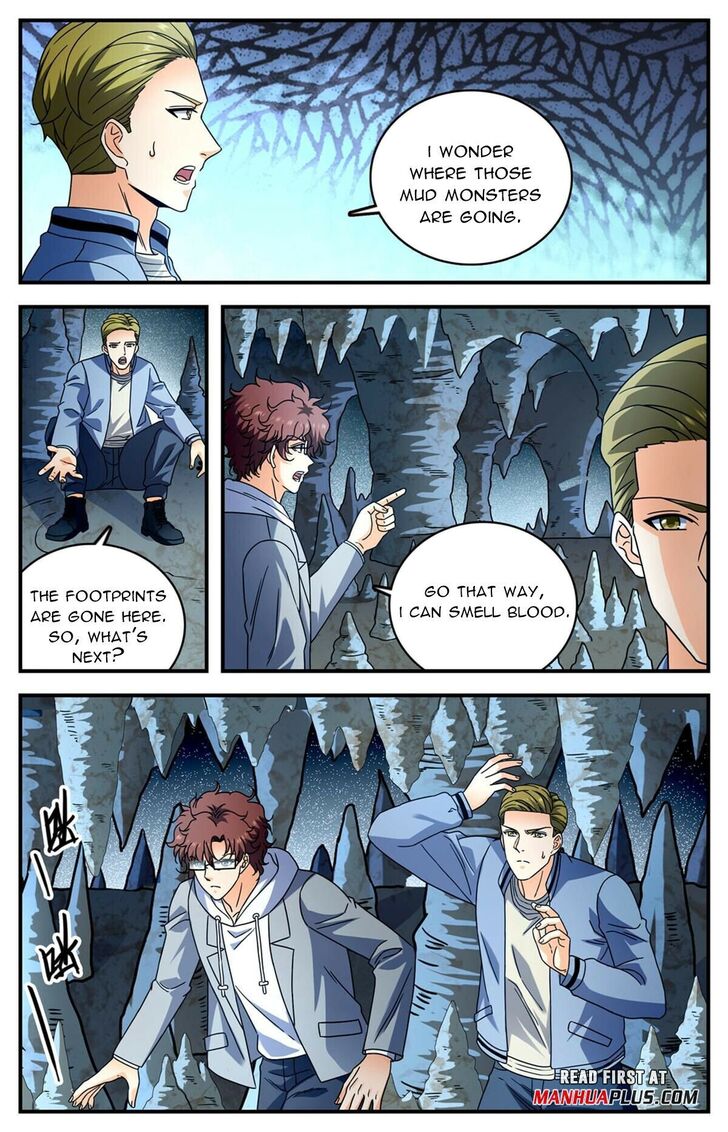 I WONDER
WHERE THOSE
MUD MONSTERS
ARE GOING.
THE FOOTPRINTS
ARE GONE HERE.
SO, WHAT'S
NEXT?
GO THAT WAY,
I CAN SMELL BLOOD.
READ FIRST AT
MANHUAPLUS.COM